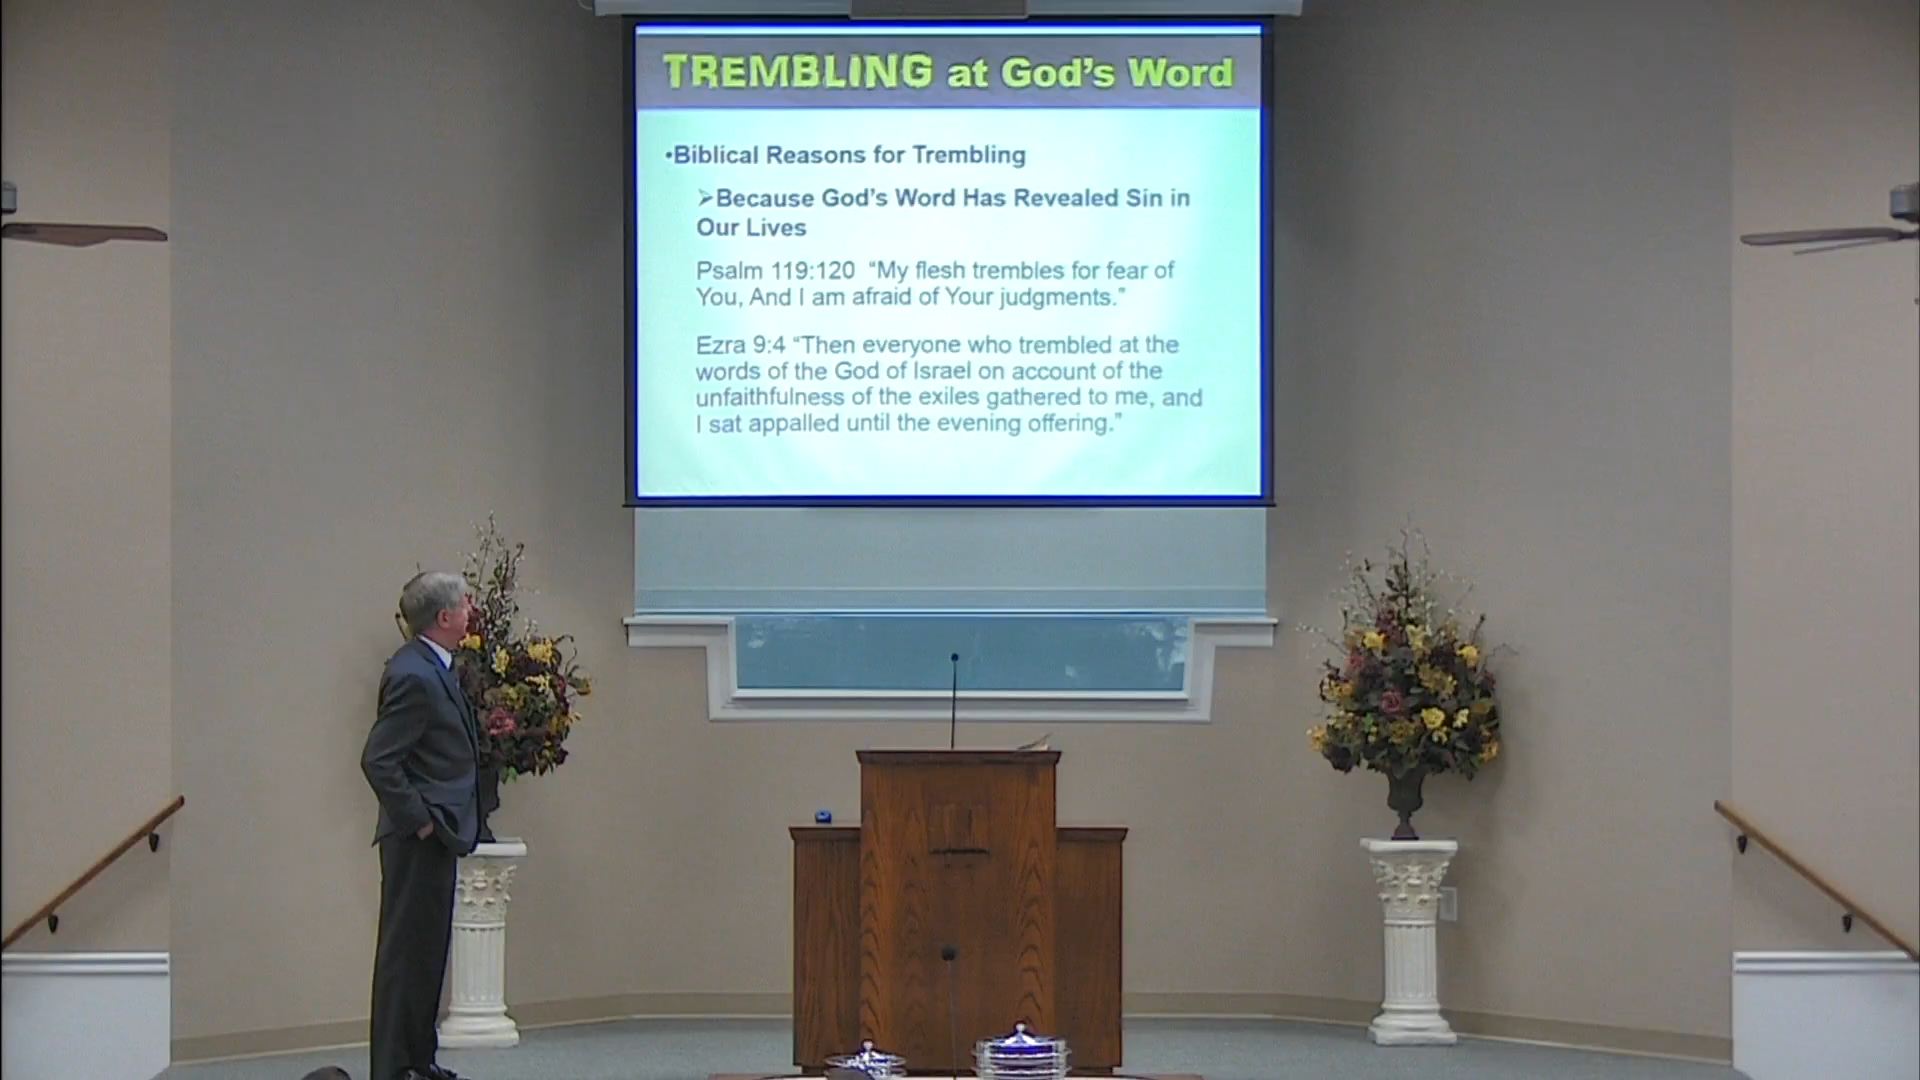 TREMBLING at God's Word
•Biblical Reasons for Trembling
➢Because God's Word Has Revealed Sin in
Our Lives
Psalm 119:120 “My flesh trembles for fear of
You, And I am afraid of Your judgments.”
Ezra 9:4 “Then everyone who trembled at the
words of the God of Israel on account of the
unfaithfulness of the exiles gathered to me, and
I sat appalled until the evening offering.”